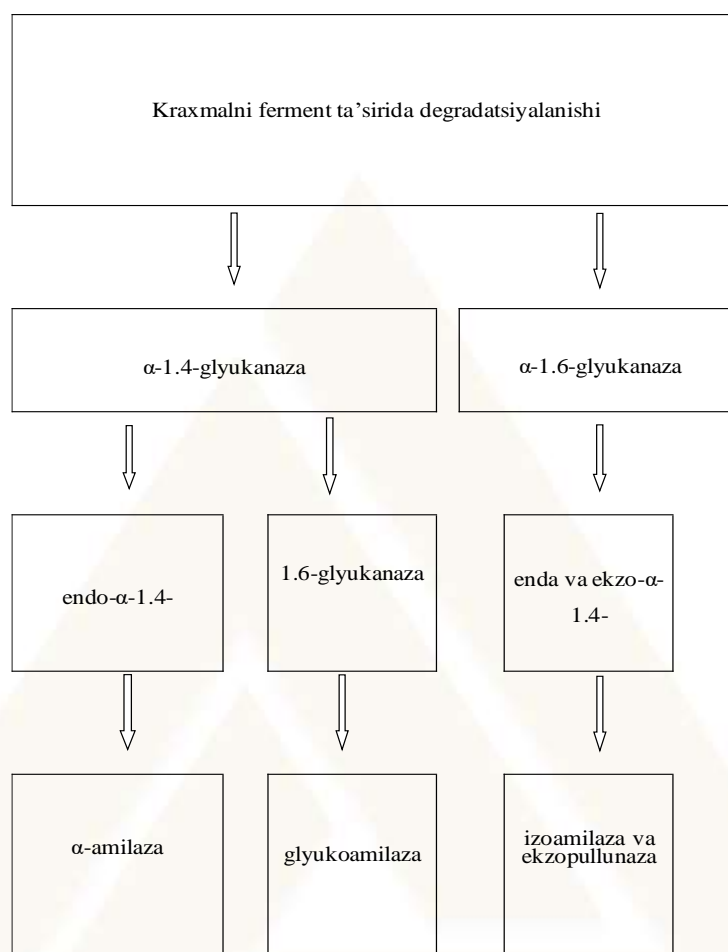 Kraxmalni ferment ta’sirida degradatsiyalanishi
α-1.4-glyukanaza
α-1.6-glyukanaza
endo-α-1.4-
1.6-glyukanaza
enda va ekzo-α-
1.4-
α-amilaza
glyukoamilaza
izoamilaza va
ekzopullunaza